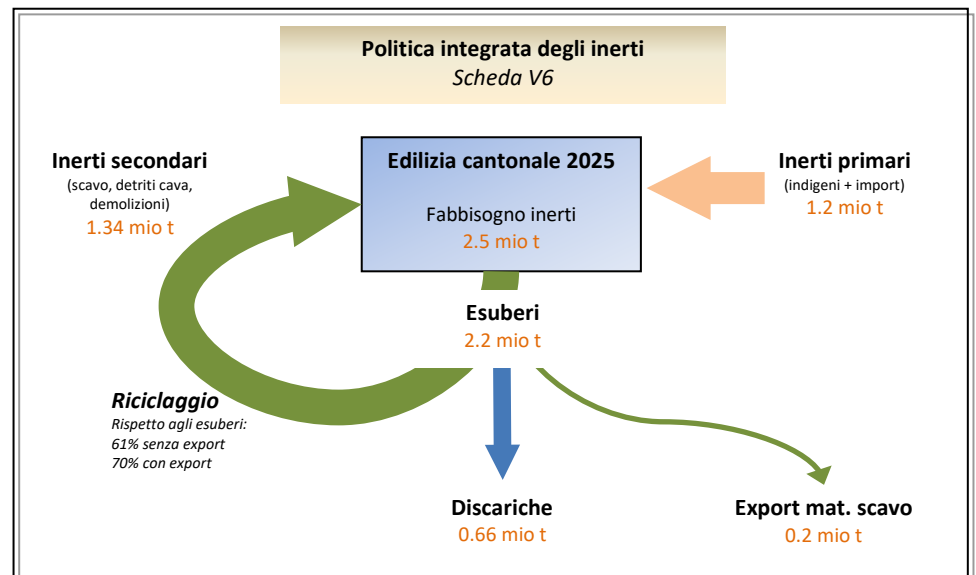 Politica integrata degli inerti
Scheda V6
Inerti secondari
(scavo, detriti cava,
demolizioni)
1.34 mio t
Edilizia cantonale 2025
Fabbisogno inerti
2.5 mio t
Inerti primari
(indigeni + import)
1.2 mio t
Esuberi
2.2 mio t
Riciclaggio
Rispetto agli esuberi:
61% senza export
70% con export
Discariche
0.66 mio t
Export mat. scavo
0.2 mio t